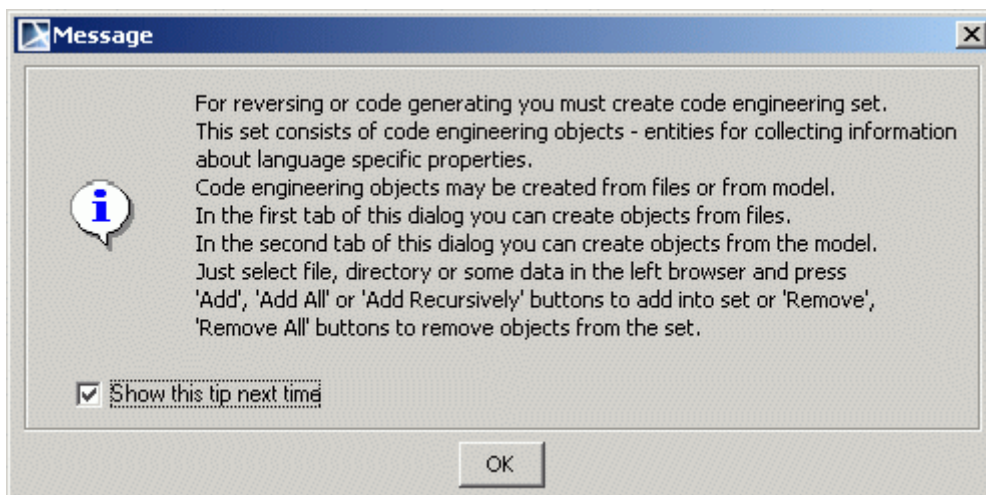 Message
For reversing or code generating you must create code engineering set.
This set consists of code engineering objects - entities for collecting information
about language specific properties.
Code engineering objects may be created from files or from model.
In the first tab of this dialog you can create objects from files.
In the second tab of this dialog you can create objects from the model.
Just select file, directory or some data in the left browser and press
'Add', 'Add All' or 'Add Recursively' buttons to add into set or 'Remove',
'Remove All' buttons to remove objects from the set.
Show this tip next time
OK